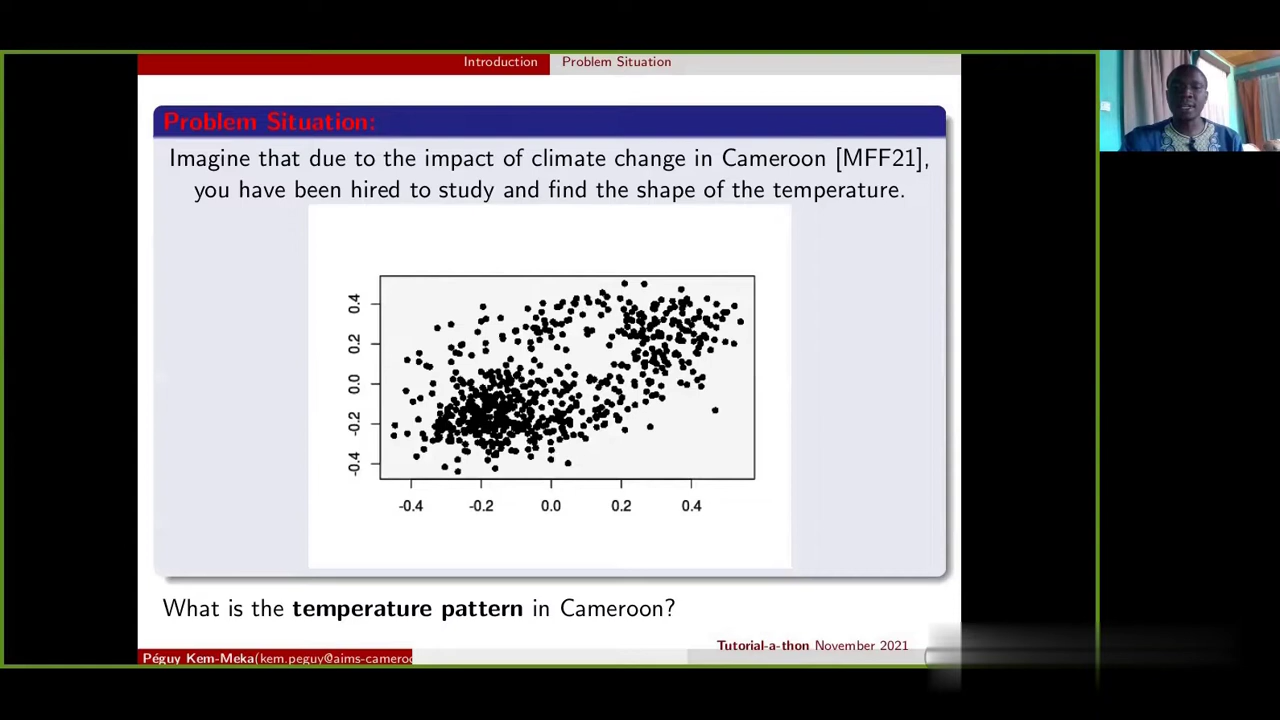 Introduction Problem Situation
Problem Situation:
Imagine that due to the impact of climate change in Cameroon [MFF21],
you have been hired to study and find the shape of the temperature.
0.4
0.2
0.0
-0.2
-0.4
-0.4 -0.2 0.0 0.2 0.4
What is the temperature pattern in Cameroon?
Tutorial-a-thon November 2021
Péguy Kem-Meka(kem.peguy@aims-cameroo